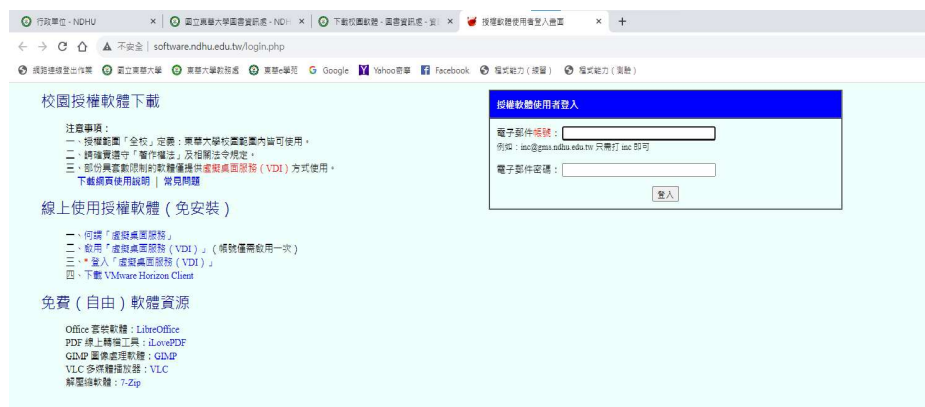 行政單位 - NDHU
國立東華大學圖書資訊處 - NDH
下載校園軟體 - 圖書資訊處 - 資
授權軟體使用者登入畫面
不安全 | software.ndhu.edu.tw/login.php
網路連線登出作業
國立東華大學
東華大學教務處
東華e學苑
Google
Yahoo奇摩
Facebook
程式能力(練習)
程式能力(測驗)
校園授權軟體下載
注意事項：
一、授權範圍「全校」定義：東華大學校園範圍內皆可使用。
二、請確實遵守「著作權法」及相關法令規定。
三、部份具套數限制的軟體僅提供虛擬桌面服務（VDI）方式使用。
下載網頁使用說明 | 常見問題
線上使用授權軟體（免安裝）
一、何謂「虛擬桌面服務」
二、啟用「虛擬桌面服務（VDI）」（帳號僅需啟用一次）
三、*登入「虛擬桌面服務（VDI）」
四、下載 VMware Horizon Client
免費（自由）軟體資源
Office 套裝軟體：LibreOffice
PDF 線上轉檔工具：iLovePDF
GIMP 圖像處理軟體：GIMP
VLC 多媒體播放器：VLC
解壓縮軟體：7-Zip
授權軟體使用者登入
電子郵件帳號：
例如：inc@gms.ndhu.edu.tw 只需打 inc 即可
電子郵件密碼：
登入